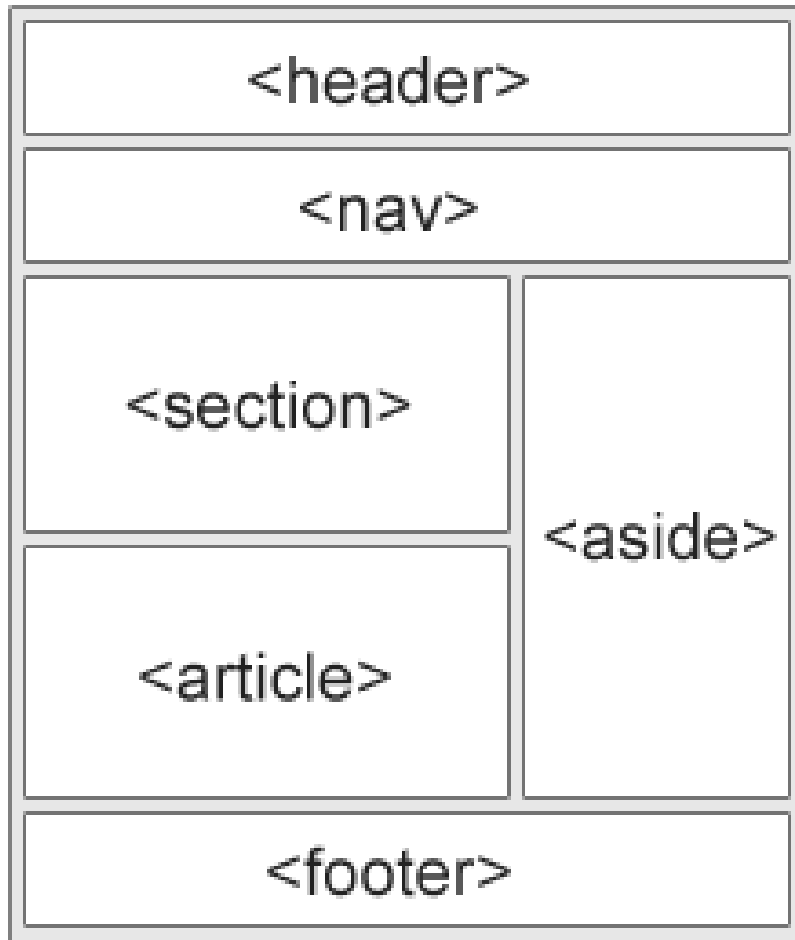 <header>
<nav>
<section>
<aside>
<article>
<footer>